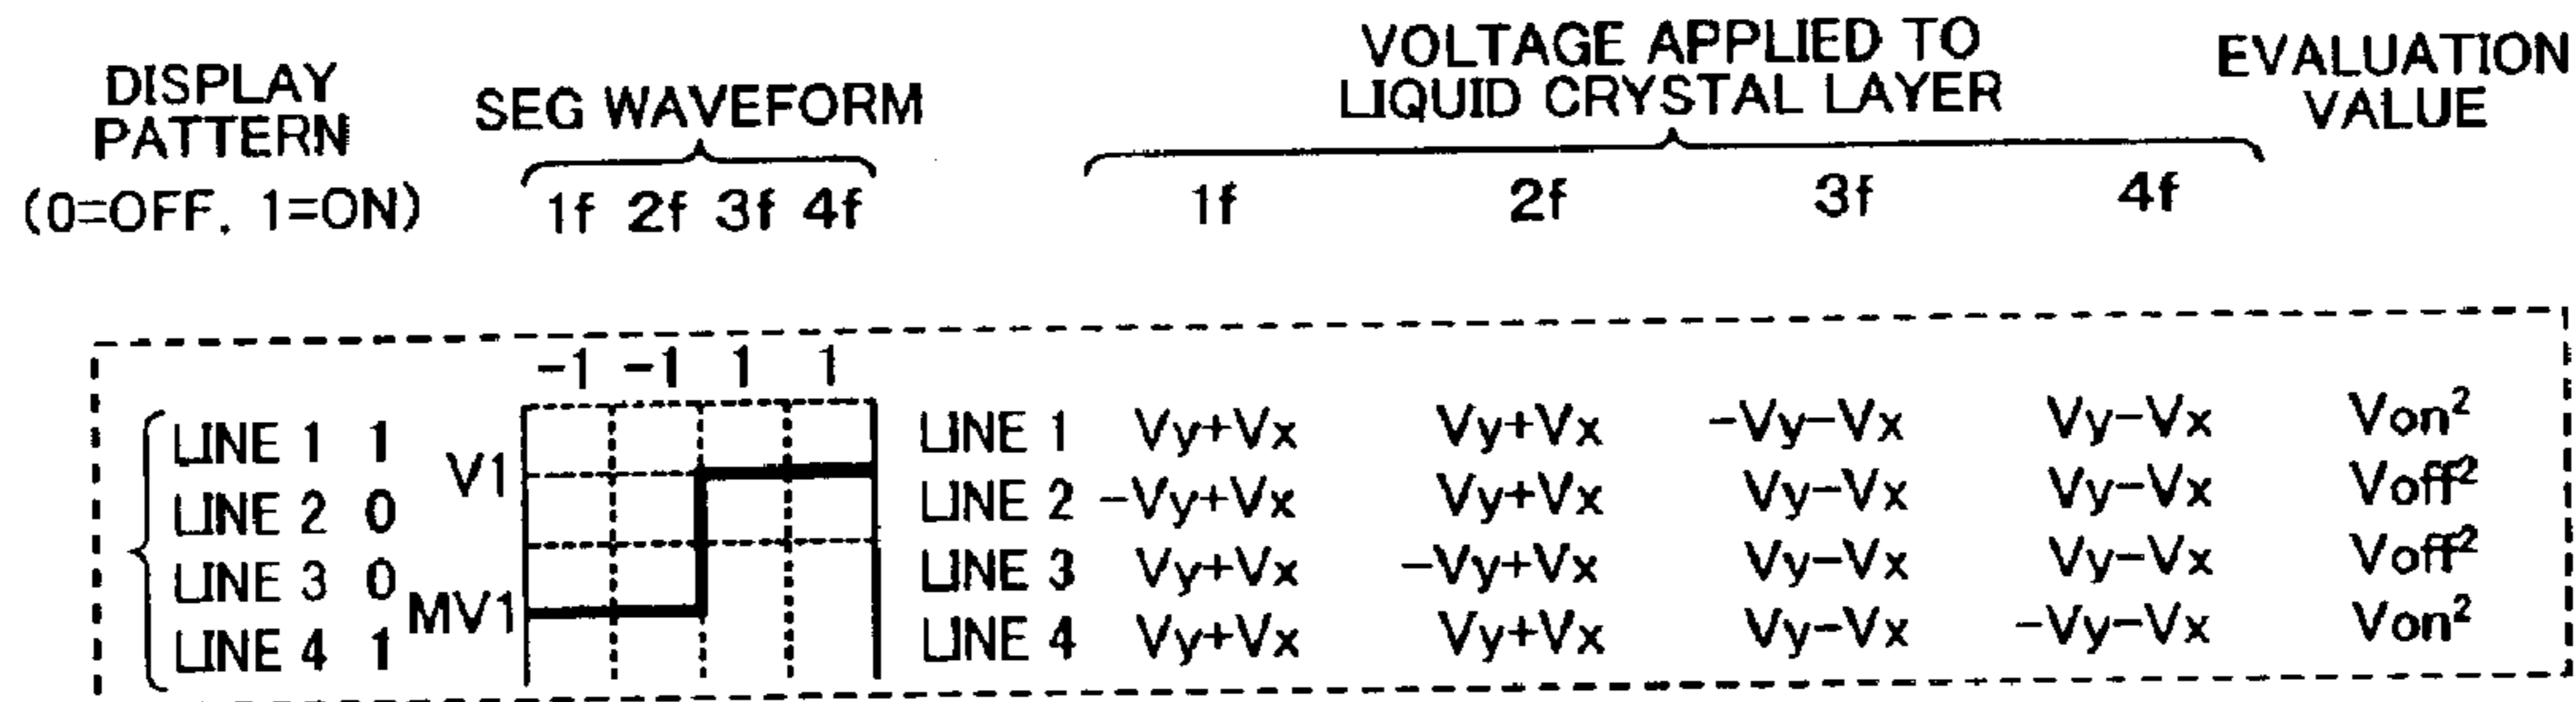 DISPLAY PATTERN
(0=OFF, 1=ON)
SEG WAVEFORM
1f 2f 3f 4f
VOLTAGE APPLIED TO
LIQUID CRYSTAL LAYER
1f 2f 3f 4f
EVALUATION
VALUE
-1 -1 1 1
LINE 1 1
LINE 2 0
LINE 3 0
LINE 4 1
V1
MV1
LINE 1 Vy+Vx Vy+Vx -Vy-Vx Vy-Vx Von²
LINE 2 -Vy+Vx Vy+Vx Vy-Vx Vy-Vx Voff²
LINE 3 Vy+Vx -Vy+Vx Vy-Vx Vy-Vx Voff²
LINE 4 Vy+Vx Vy+Vx Vy-Vx -Vy-Vx Von²